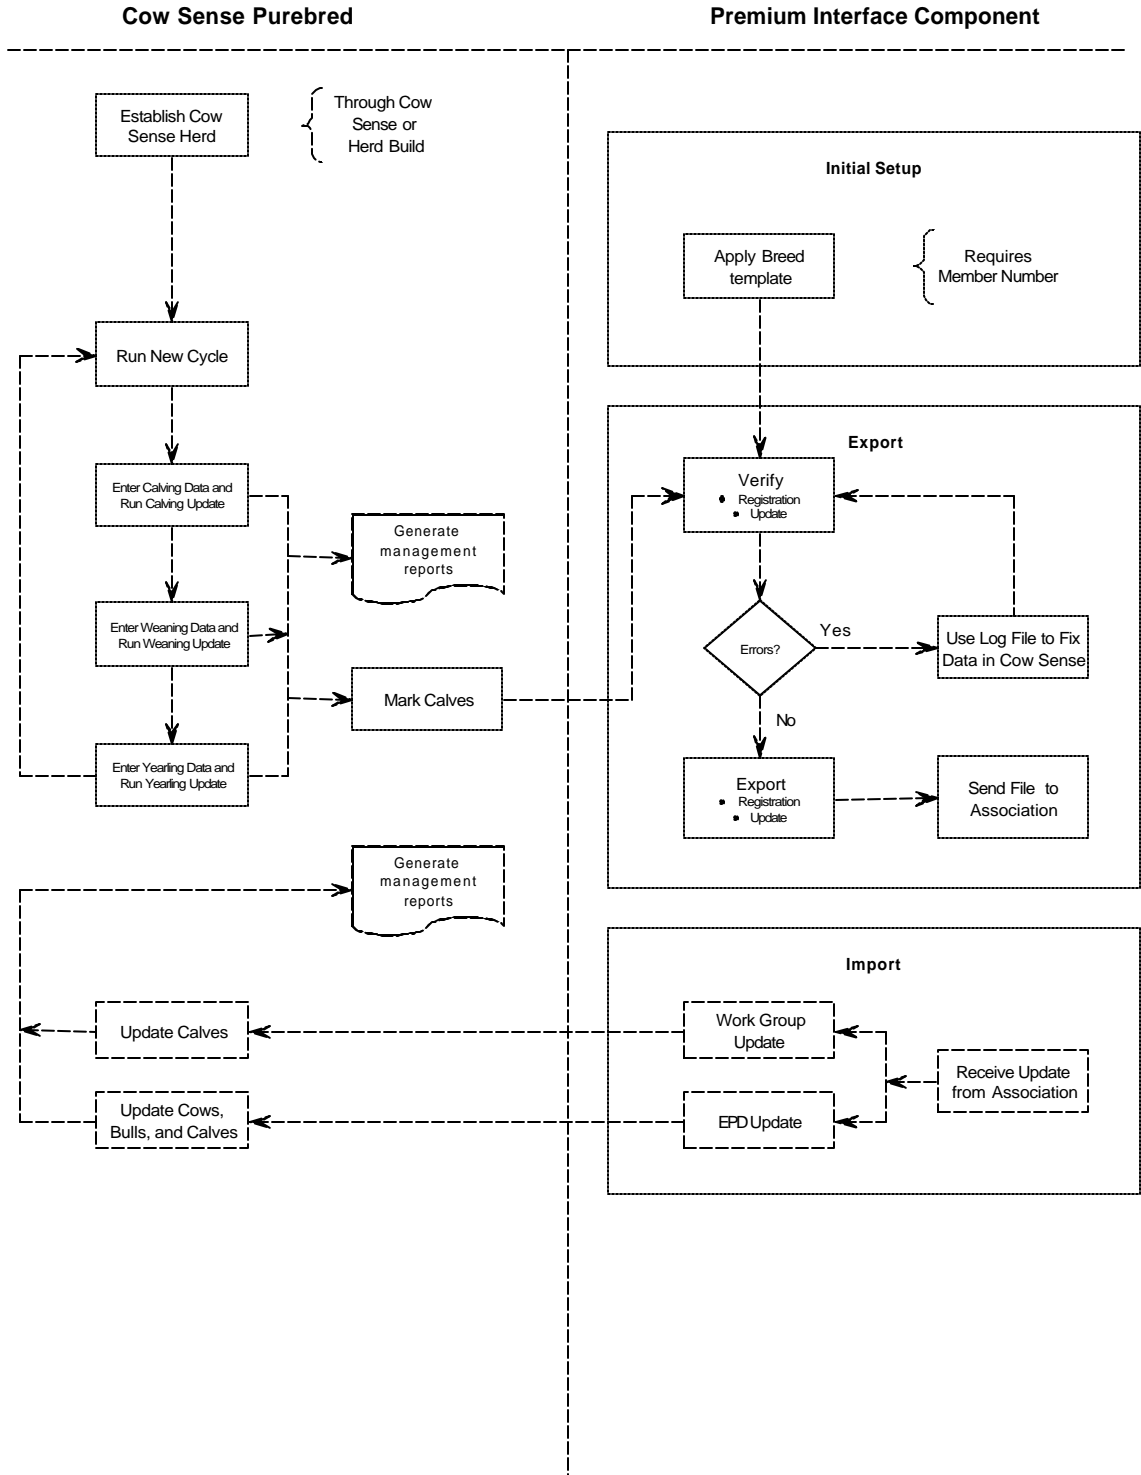 Cow Sense Purebred
Premium Interface Component
Establish Cow
Sense Herd
Through Cow
Sense or
Herd Build
Initial Setup
Apply Breed
template
Requires
Member Number
Run New Cycle
Export
Enter Calving Data and
Run Calving Update
Verify
• Registration
• Update
Generate
management
reports
Enter Weaning Data and
Run Weaning Update
Errors?
Yes
Use Log File to Fix
Data in Cow Sense
Mark Calves
No
Enter Yearling Data and
Run Yearling Update
Export
• Registration
• Update
Send File to
Association
Generate
management
reports
Import
Update Calves
Work Group
Update
Receive Update
from Association
Update Cows,
Bulls, and Calves
EPD Update